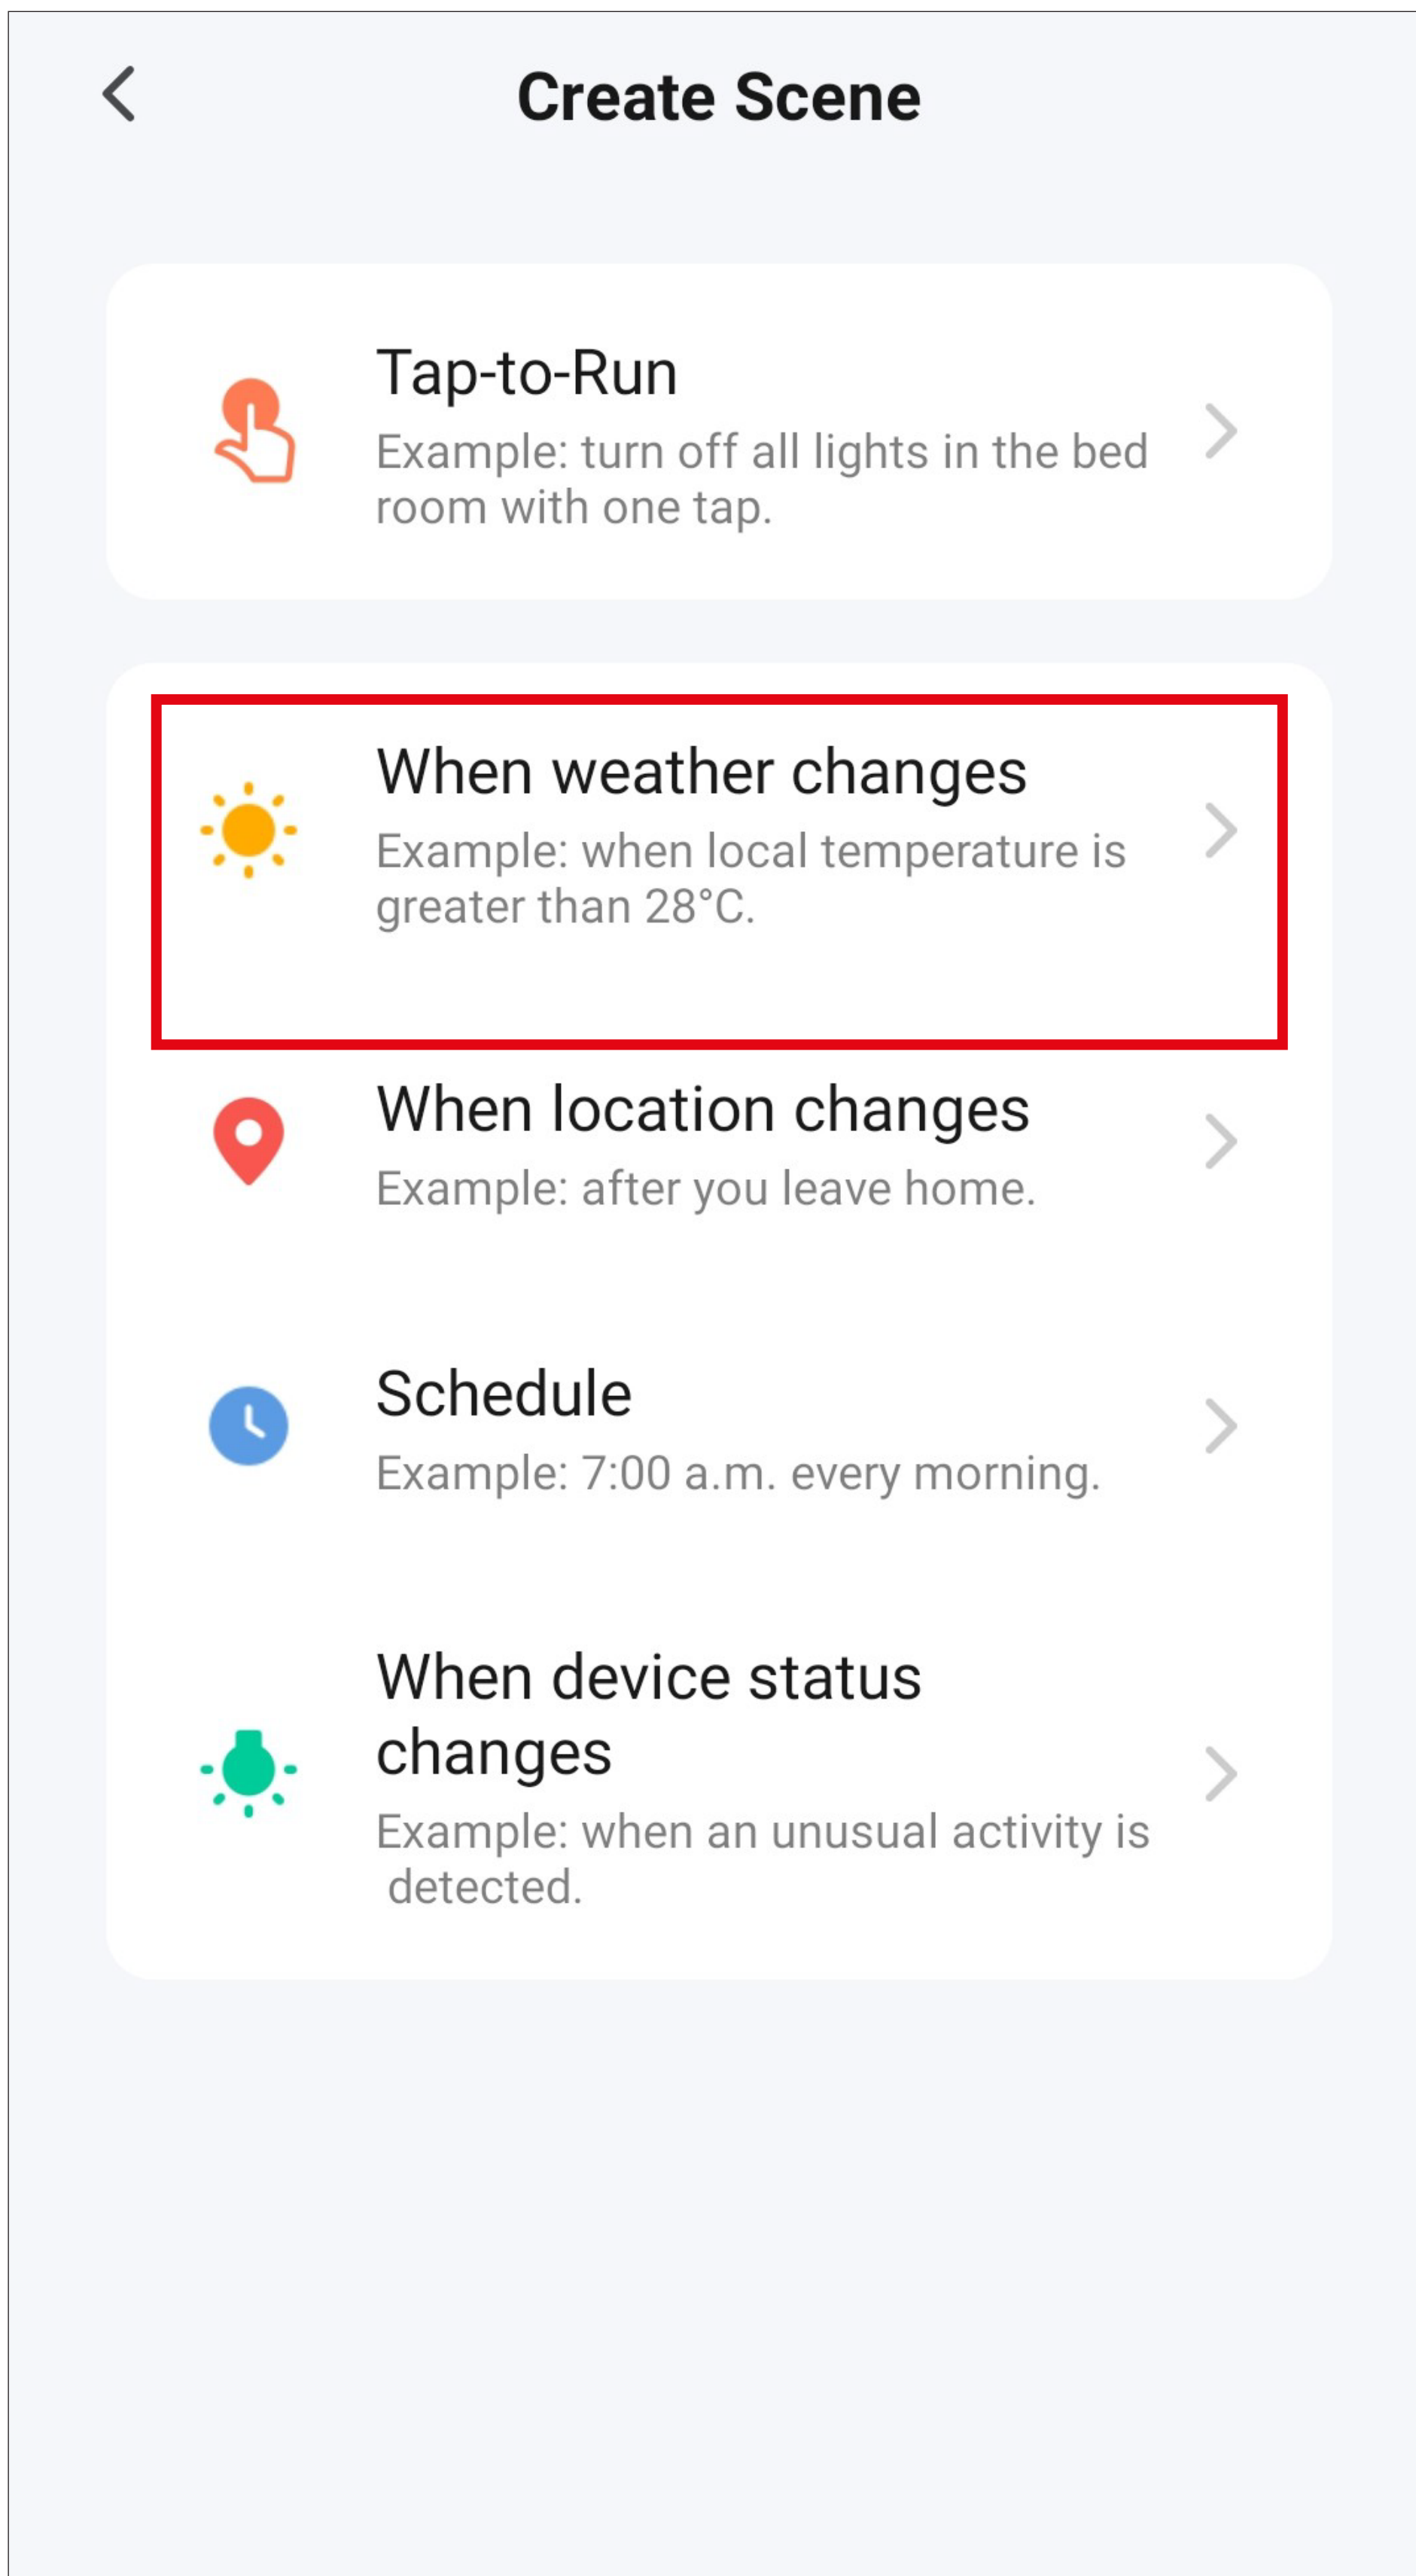 Create Scene
Tap-to-Run
Example: turn off all lights in the bed
room with one tap.
When weather changes
Example: when local temperature is
greater than 28°C.
When location changes
Example: after you leave home.
Schedule
Example: 7:00 a.m. every morning.
When device status
changes
Example: when an unusual activity is
detected.